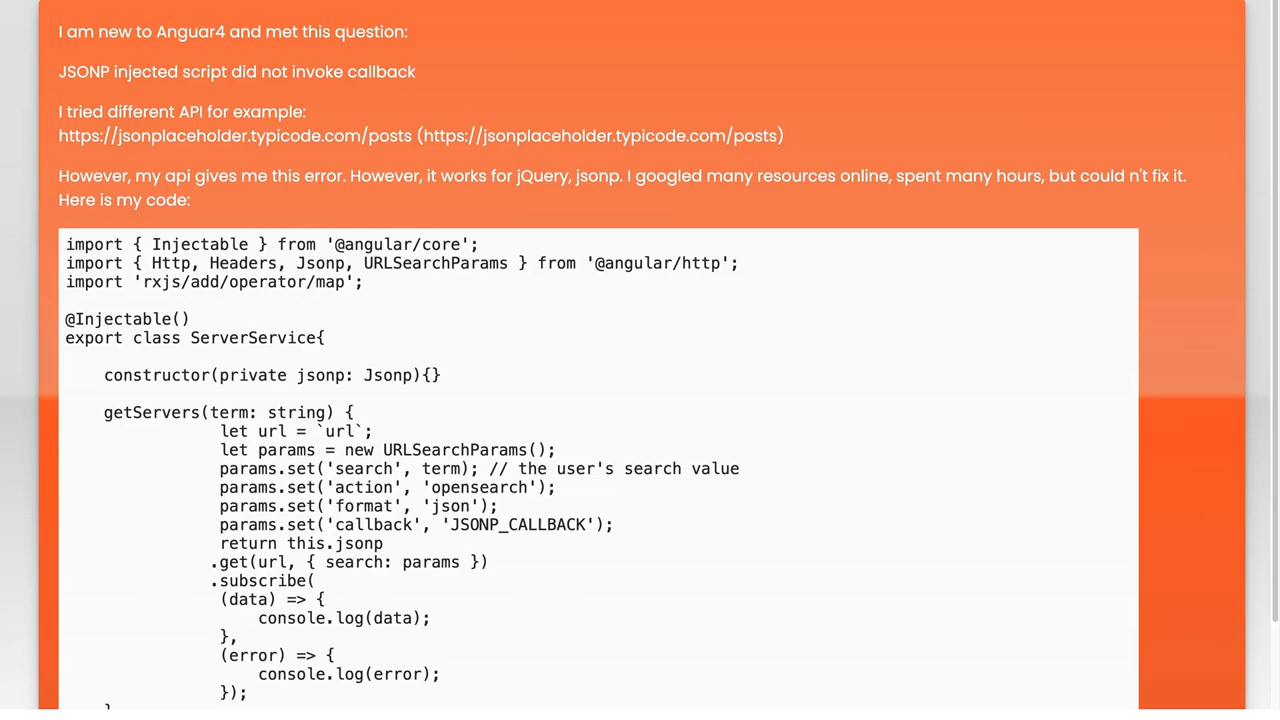 I am new to Anguar4 and met this question:
JSONP injected script did not invoke callback
I tried different API for example:
https://jsonplaceholder.typicode.com/posts (https://jsonplaceholder.typicode.com/posts)
However, my api gives me this error. However, it works for jQuery, jsonp. I googled many resources online, spent many hours, but could n't fix it.
Here is my code:
import { Injectable } from '@angular/core';
import { Http, Headers, Jsonp, URLSearchParams } from '@angular/http';
import 'rxjs/add/operator/map';
@Injectable()
export class ServerService{
constructor(private jsonp: Jsonp){}
getServers(term: string) {
let url = `url`;
let params = new URLSearchParams();
params.set('search', term); // the user's search value
params.set('action', 'opensearch');
params.set('format', 'json');
params.set('callback', 'JSONP_CALLBACK');
return this.jsonp
.get(url, { search: params })
.subscribe(
(data) => {
console.log(data);
},
(error) => {
console.log(error);
});
}